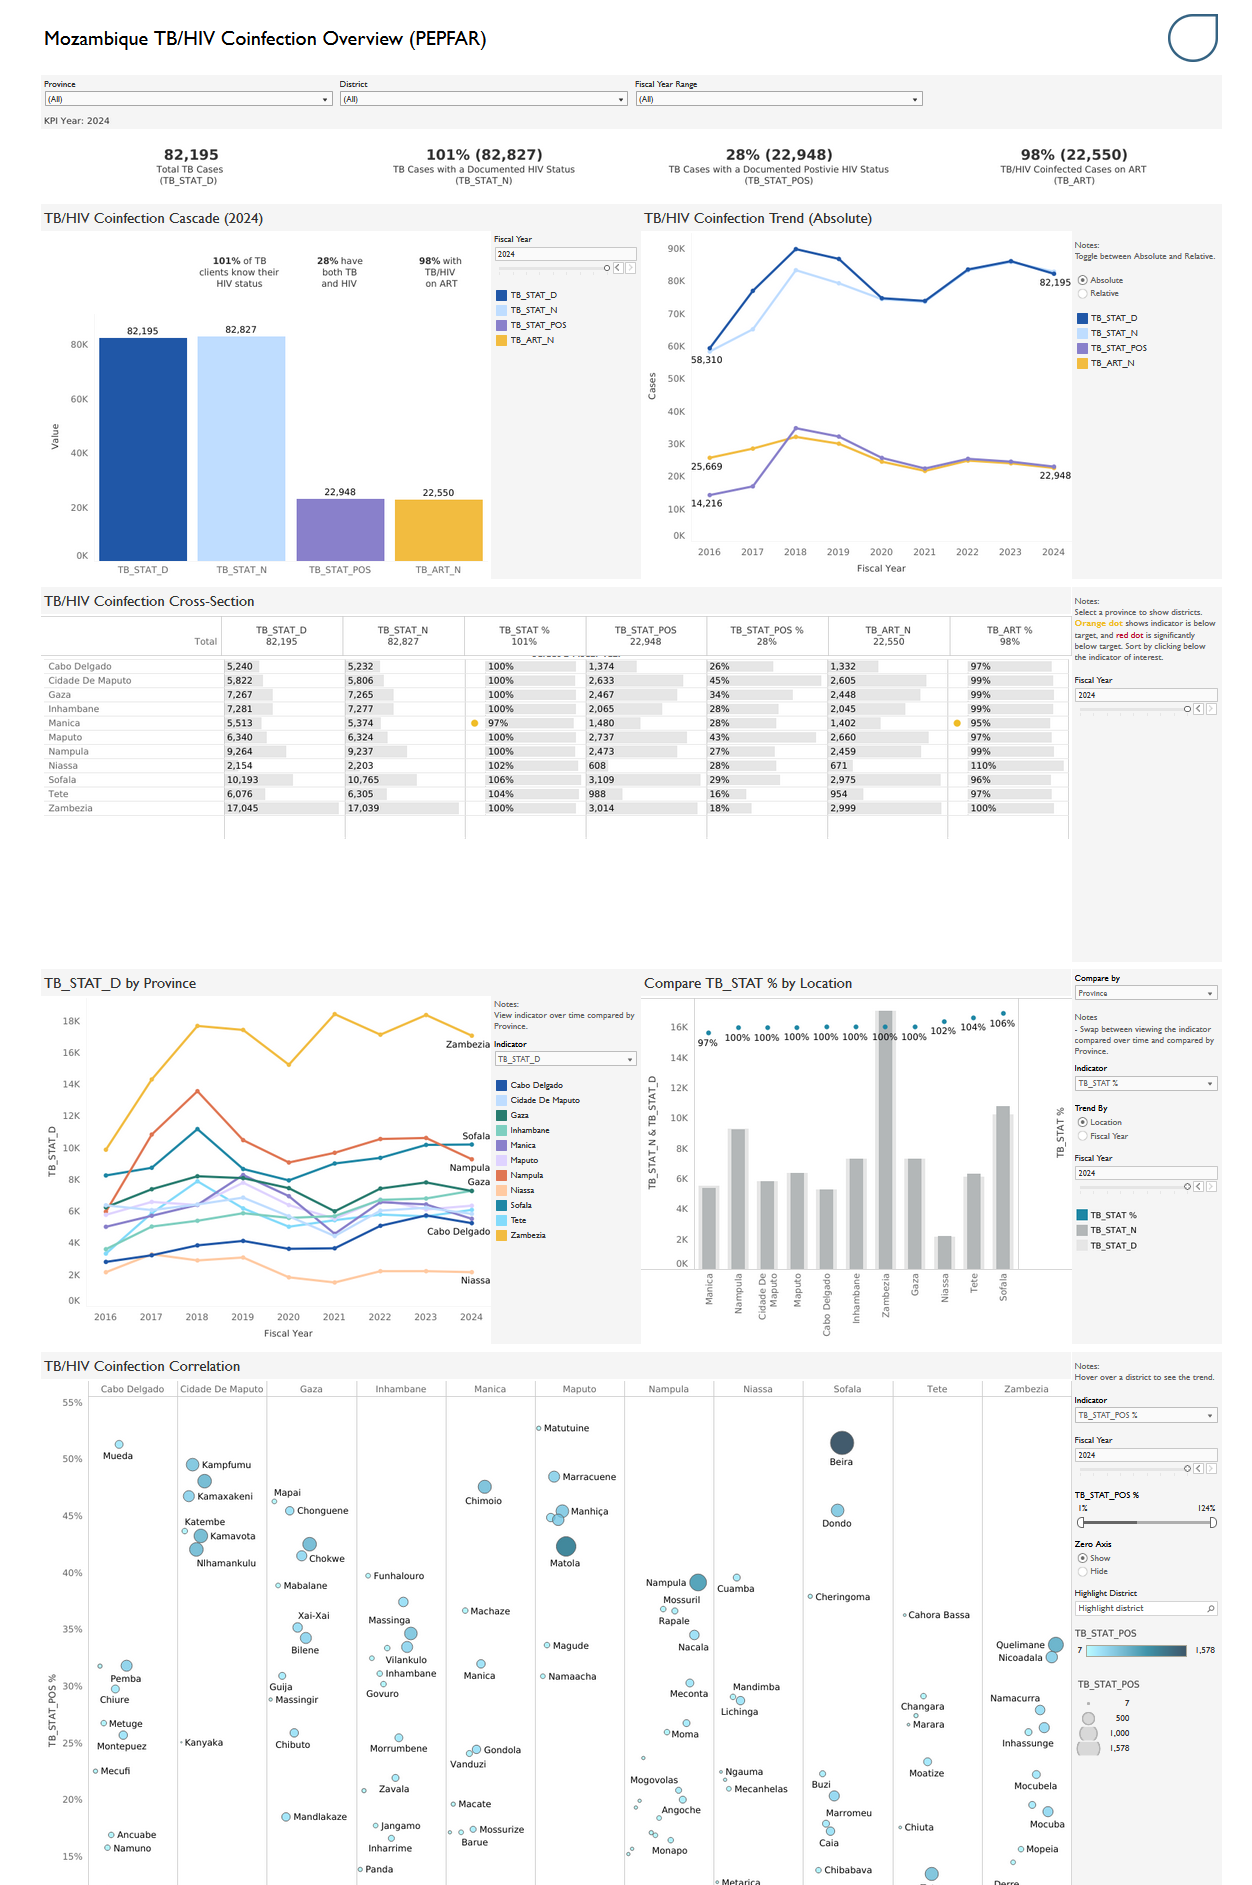 Mozambique TB/HIV Coinfection Overview (PEPFAR)
Province
District
Fiscal Year Range
(All)
(All)
(All)
KPI Year: 2024
82,195
Total TB Cases
(TB_STAT_D)
101% (82,827)
TB Cases with a Documented HIV Status
(TB_STAT_N)
28% (22,948)
TB Cases with a Documented Postivie HIV Status
(TB_STAT_POS)
98% (22,550)
TB/HIV Coinfected Cases on ART
(TB_ART)
TB/HIV Coinfection Cascade (2024)
101% of TB
clients know their
HIV status
28% have
both TB
and HIV
98% with
TB/HIV
on ART
80K
60K
40K
20K
0K
Value
82,195
82,827
22,948
22,550
TB_STAT_D
TB_STAT_N
TB_STAT_POS
TB_ART_N
Fiscal Year
2024
TB_STAT_D
TB_STAT_N
TB_STAT_POS
TB_ART_N
TB/HIV Coinfection Trend (Absolute)
90K
80K
70K
60K
50K
40K
30K
20K
10K
0K
Cases
82,195
58,310
25,669
14,216
22,948
2016 2017 2018 2019 2020 2021 2022 2023 2024
Fiscal Year
Notes:
Toggle between Absolute and Relative.
Absolute
Relative
TB_STAT_D
TB_STAT_N
TB_STAT_POS
TB_ART_N
TB/HIV Coinfection Cross-Section
TB_STAT_D TB_STAT_N TB_STAT % TB_STAT_POS TB_STAT_POS % TB_ART_N TB_ART %
Total 82,195 82,827 101% 22,948 28% 22,550 98%
Cabo Delgado 5,240 5,232 100% 1,374 26% 1,332 97%
Cidade De Maputo 5,822 5,806 100% 2,633 45% 2,605 99%
Gaza 7,267 7,265 100% 2,467 34% 2,448 99%
Inhambane 7,281 7,277 100% 2,065 28% 2,045 99%
Manica 5,513 5,374 97% 1,480 28% 1,402 95%
Maputo 6,340 6,324 100% 2,737 43% 2,660 97%
Nampula 9,264 9,237 100% 2,473 27% 2,459 99%
Niassa 2,154 2,203 102% 608 28% 671 110%
Sofala 10,193 10,765 106% 3,109 29% 2,975 96%
Tete 6,076 6,305 104% 988 16% 954 97%
Zambezia 17,045 17,039 100% 3,014 18% 2,999 100%
Notes:
Select a province to show districts.
Orange dot shows indicator is below
target, and red dot is significantly
below target. Sort by clicking below
the indicator of interest.
Fiscal Year
2024
TB_STAT_D by Province
18K
16K
14K
12K
10K
8K
6K
4K
2K
0K
TB_STAT_D
Zambezia
Sofala
Nampula
Gaza
Cabo Delgado
Niassa
2016 2017 2018 2019 2020 2021 2022 2023 2024
Fiscal Year
Notes:
View indicator over time compared by
Province.
Indicator
TB_STAT_D
Cabo Delgado
Cidade De Maputo
Gaza
Inhambane
Manica
Maputo
Nampula
Niassa
Sofala
Tete
Zambezia
Compare TB_STAT % by Location
16K
14K
12K
10K
8K
6K
4K
2K
0K
TB_STAT_N & TB_STAT_D
97% 100% 100% 100% 100% 100% 100% 100% 102% 104% 106%
TB_STAT %
Manica
Nampula
Cidade De
Maputo
Maputo
Cabo Delgado
Inhambane
Zambezia
Gaza
Niassa
Tete
Sofala
Compare by
Province
Notes
- Swap between viewing the indicator
compared over time and compared by
Province.
Indicator
TB_STAT %
Trend By
Location
Fiscal Year
Fiscal Year
2024
TB_STAT %
TB_STAT_N
TB_STAT_D
TB/HIV Coinfection Correlation
Cabo Delgado Cidade De Maputo Gaza Inhambane Manica Maputo Nampula Niassa Sofala Tete Zambezia
55%
50%
45%
40%
35%
30%
25%
20%
15%
TB_STAT_POS %
Mueda
Pemba
Chiure
Metuge
Montepuez
Mecufi
Ancuabe
Namuno
Kampfumu
Kamaxakeni
Katembe
Kamavota
Nlhamankulu
Kanyaka
Mapai
Chonguene
Chokwe
Mabalane
Xai-Xai
Bilene
Guija
Massingir
Chibuto
Mandlakaze
Funhalouro
Massinga
Vilankulo
Inhambane
Govuro
Morrumbene
Zavala
Jangamo
Inharrime
Panda
Chimoio
Machaze
Manica
Gondola
Vanduzi
Macate
Mossurize
Barue
Matutuine
Marracuene
Manhiça
Matola
Magude
Namaacha
Nampula
Mossuril
Rapale
Nacala
Meconta
Moma
Mogovolas
Angoche
Monapo
Cuamba
Mandimba
Lichinga
Ngauma
Mecanhelas
Metarica
Beira
Dondo
Cheringoma
Buzi
Marromeu
Caia
Chibabava
Cahora Bassa
Changara
Marara
Moatize
Chiuta
Quelimane
Nicoadala
Namacurra
Inhassunge
Mocubela
Mocuba
Mopeia
Derre
Notes:
Hover over a district to see the trend.
Indicator
TB_STAT_POS %
Fiscal Year
2024
TB_STAT_POS %
1% 124%
Zero Axis
Show
Hide
Highlight District
Highlight district
TB_STAT_POS
7 1,578
TB_STAT_POS
7
500
1,000
1,578